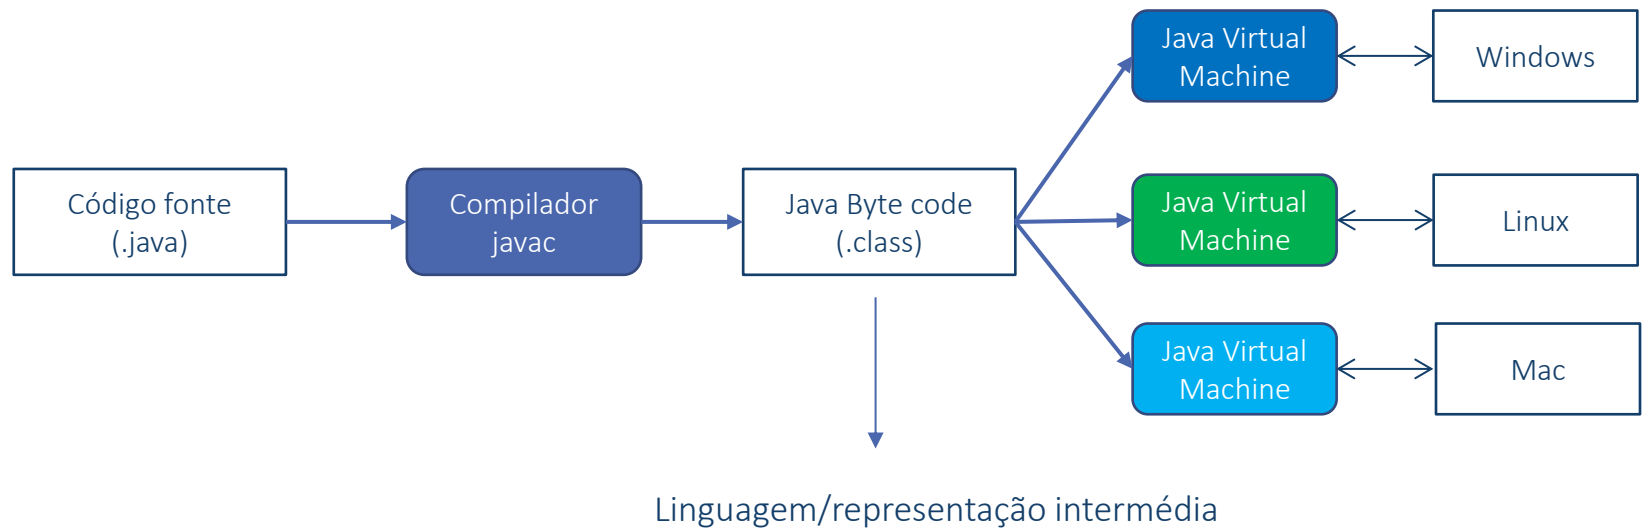 Código fonte
(.java)
Compilador
javac
Java Byte code
(.class)
Java Virtual
Machine
Windows
Java Virtual
Machine
Linux
Java Virtual
Machine
Mac
Linguagem/representação intermédia